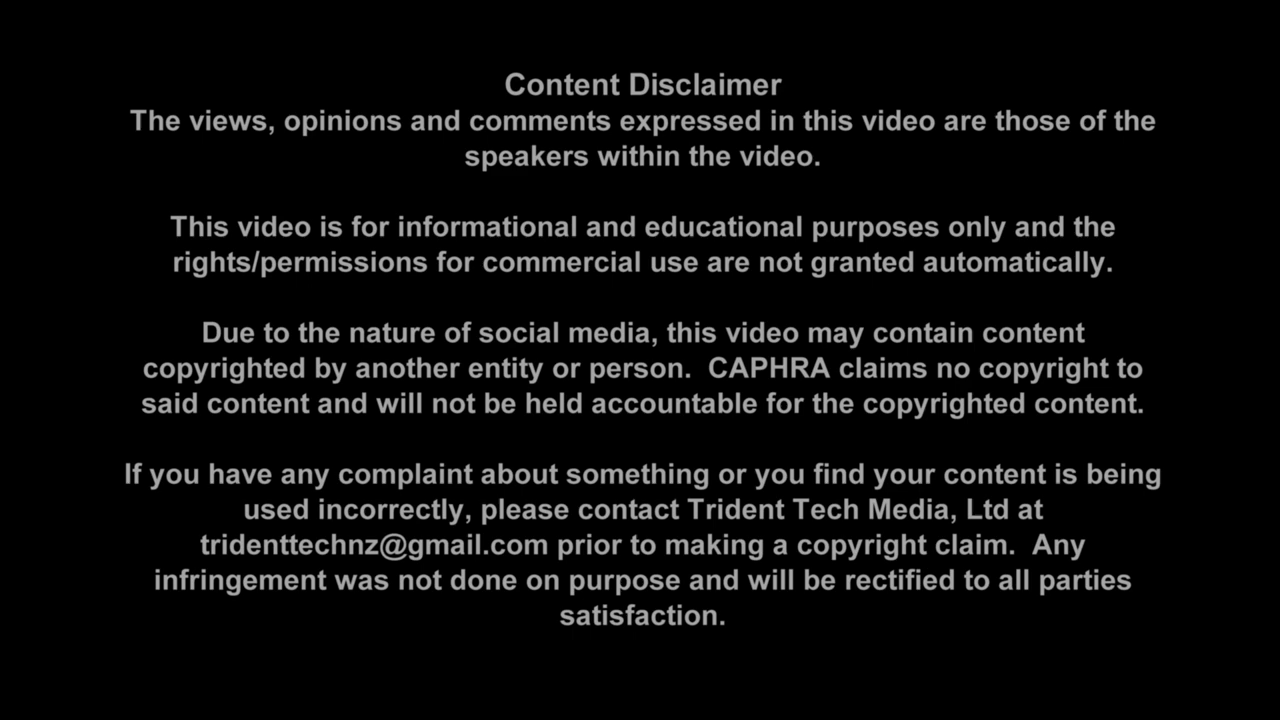 Content Disclaimer
The views, opinions and comments expressed in this video are those of the
speakers within the video.
This video is for informational and educational purposes only and the
rights/permissions for commercial use are not granted automatically.
Due to the nature of social media, this video may contain content
copyrighted by another entity or person.  CAPHRA claims no copyright to
said content and will not be held accountable for the copyrighted content.
If you have any complaint about something or you find your content is being
used incorrectly, please contact Trident Tech Media, Ltd at
tridenttechnz@gmail.com prior to making a copyright claim.  Any
infringement was not done on purpose and will be rectified to all parties
satisfaction.